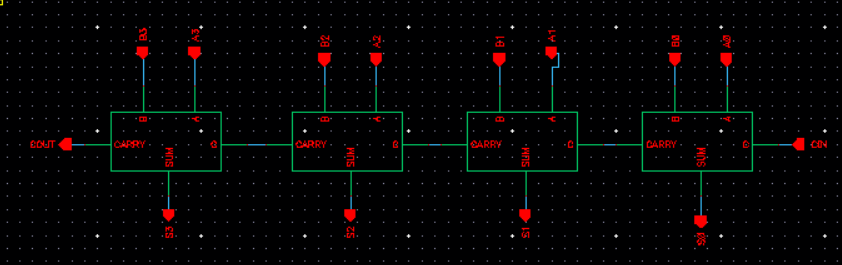 B3 A3 B2 A2 B1 A1 B0 A0
B A B A B A B A
COUT CARRY CARRY CARRY CARRY CIN
SUM SUM SUM SUM
S3 S2 S1 S0